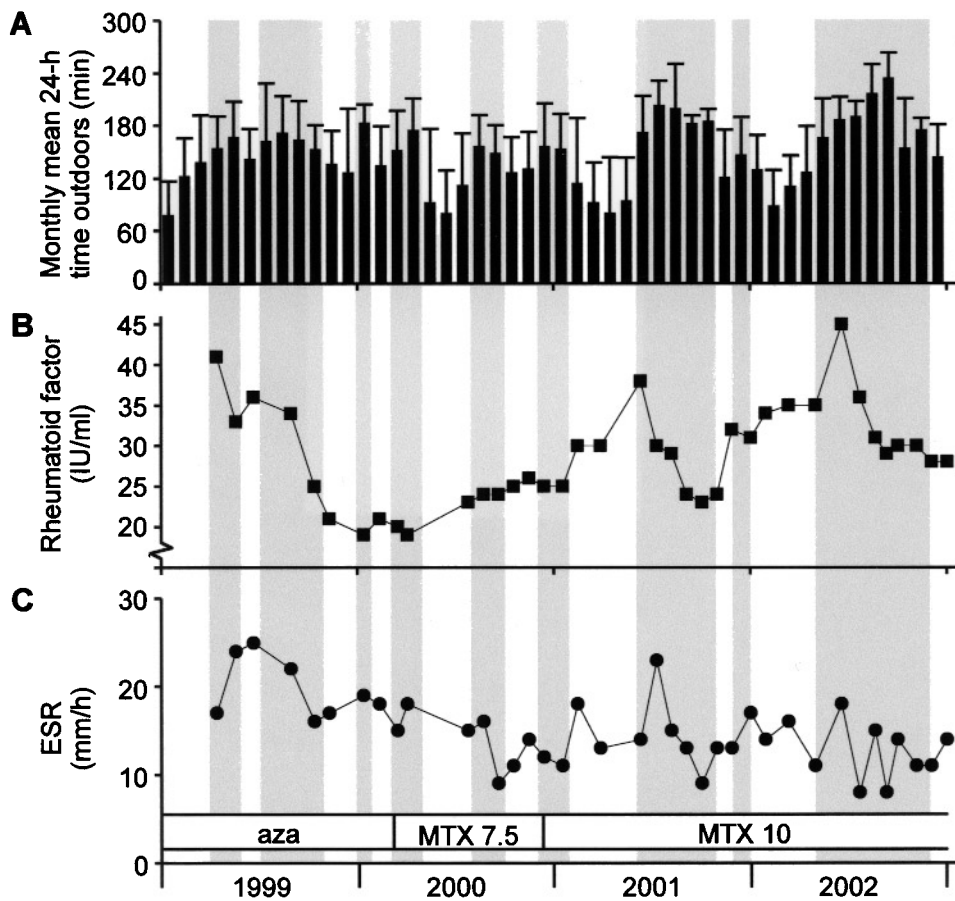 A
Monthly mean 24-h
time outdoors (min)
300
240
180
120
60
0
B
Rheumatoid factor
(IU/ml)
45
40
35
30
25
20
C
ESR
(mm/h)
30
20
10
0
aza MTX 7.5 MTX 10
1999 2000 2001 2002